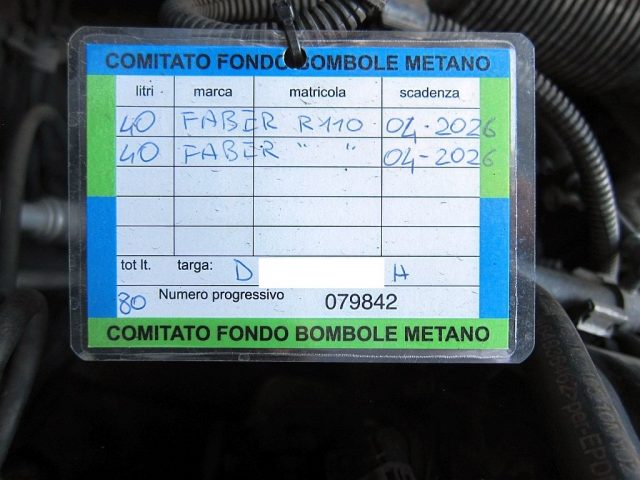 COMITATO FONDO BOMBOLE METANO
litri marca matricola scadenza
40 FABER R110 04-2026
40 FABER " " 04-2026
tot lt. targa: D H
80 Numero progressivo 079842
COMITATO FONDO BOMBOLE METANO